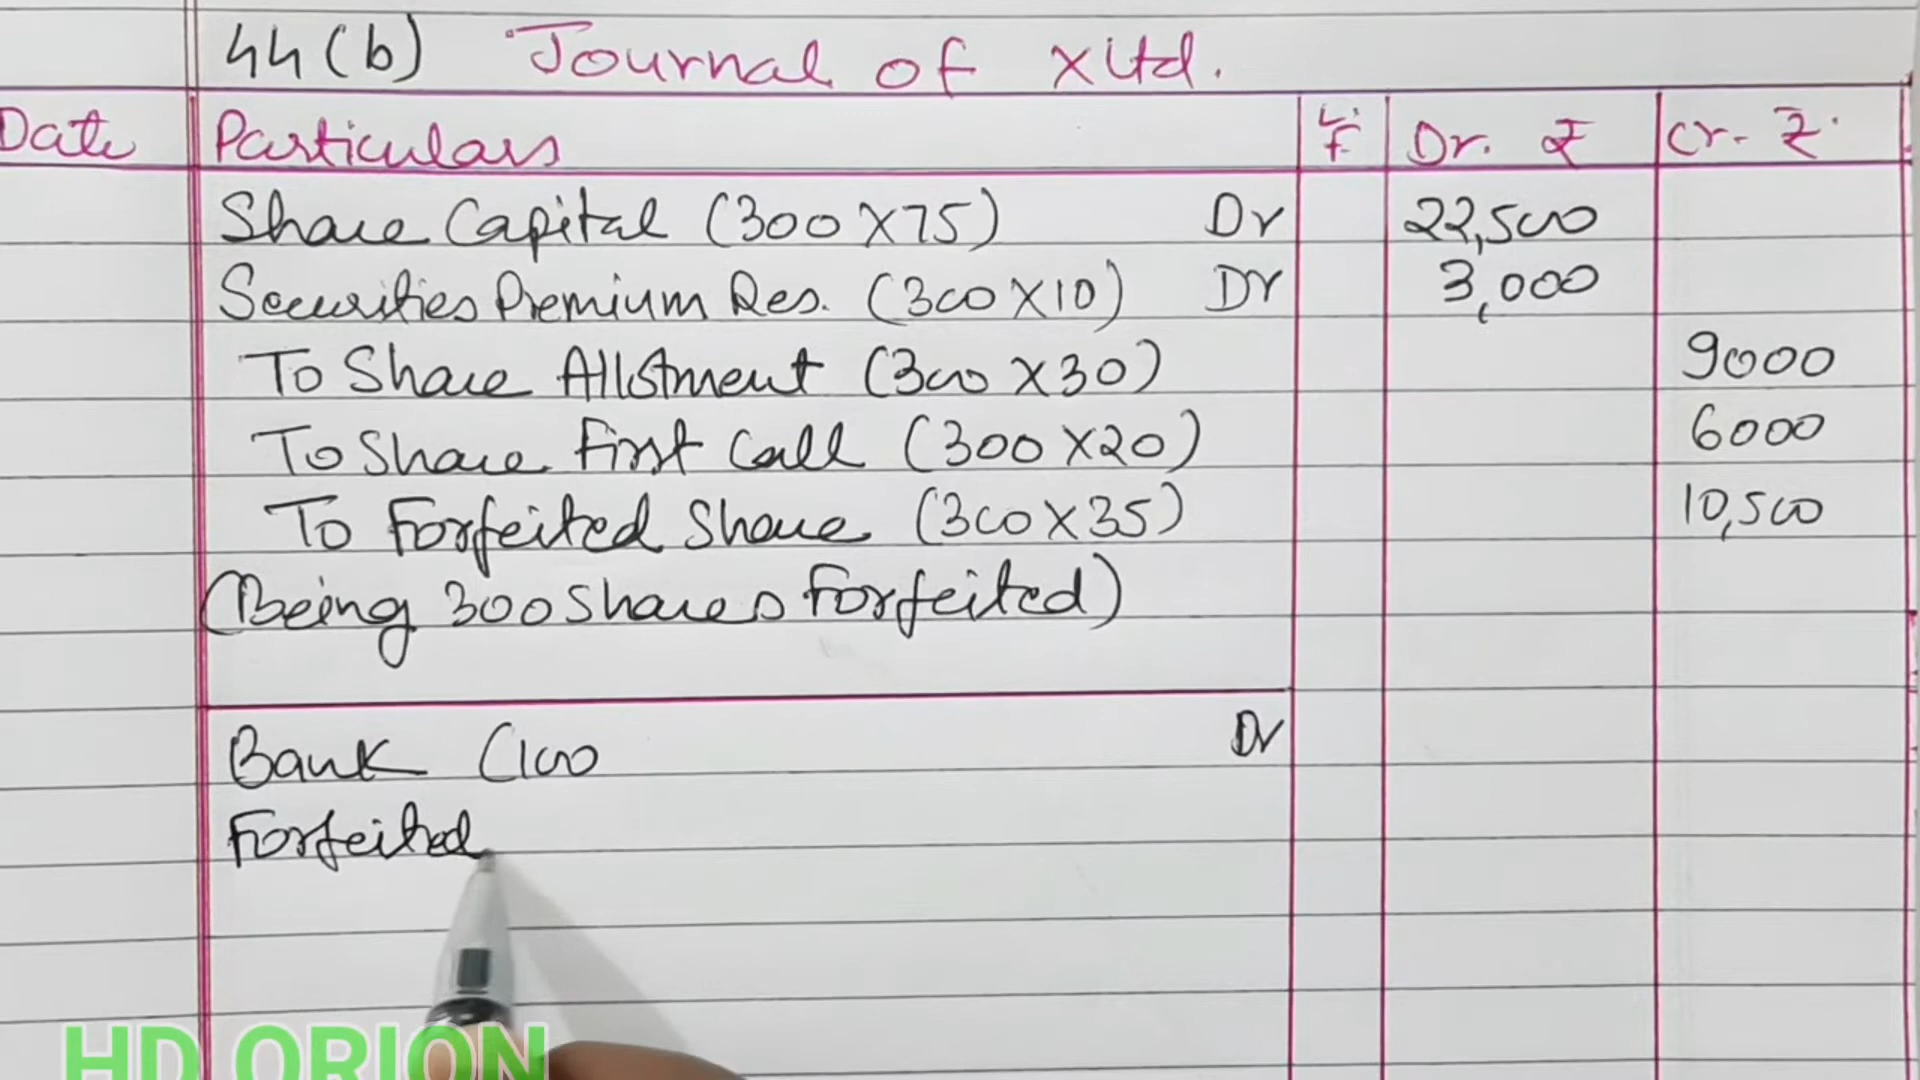 44(b) Journal of X Ltd.
Date Particulars L.F. Dr. ₹ Cr. ₹
Share Capital (300 X 75) Dr 22,500
Securities Premium Res. (300 X 10) Dr 3,000
To Share Allotment (300 X 30) 9000
To Share First Call (300 X 20) 6000
To Forfeited Share (300 X 35) 10,500
(Being 300 Shares Forfeited)
Bank (100 Dr
Forfeited
HD ORION